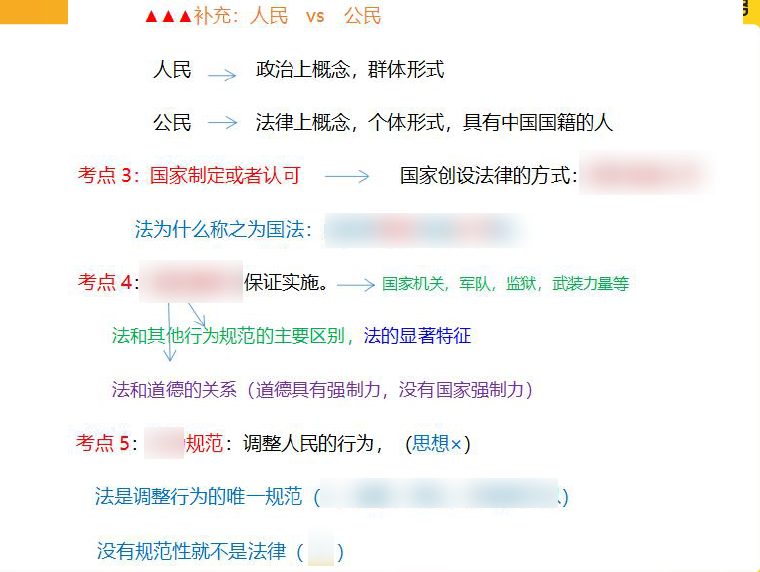 ▲▲▲补充：人民 vs 公民
人民 → 政治上概念，群体形式
公民 → 法律上概念，个体形式，具有中国国籍的人
考点 3：国家制定或者认可 → 国家创设法律的方式：
法为什么称之为国法：
考点 4： 保证实施。 → 国家机关，军队，监狱，武装力量等
法和其他行为规范的主要区别，法的显著特征
法和道德的关系（道德具有强制力，没有国家强制力）
考点 5： 规范：调整人民的行为，（思想×）
法是调整行为的唯一规范（ ）
没有规范性就不是法律（ ）